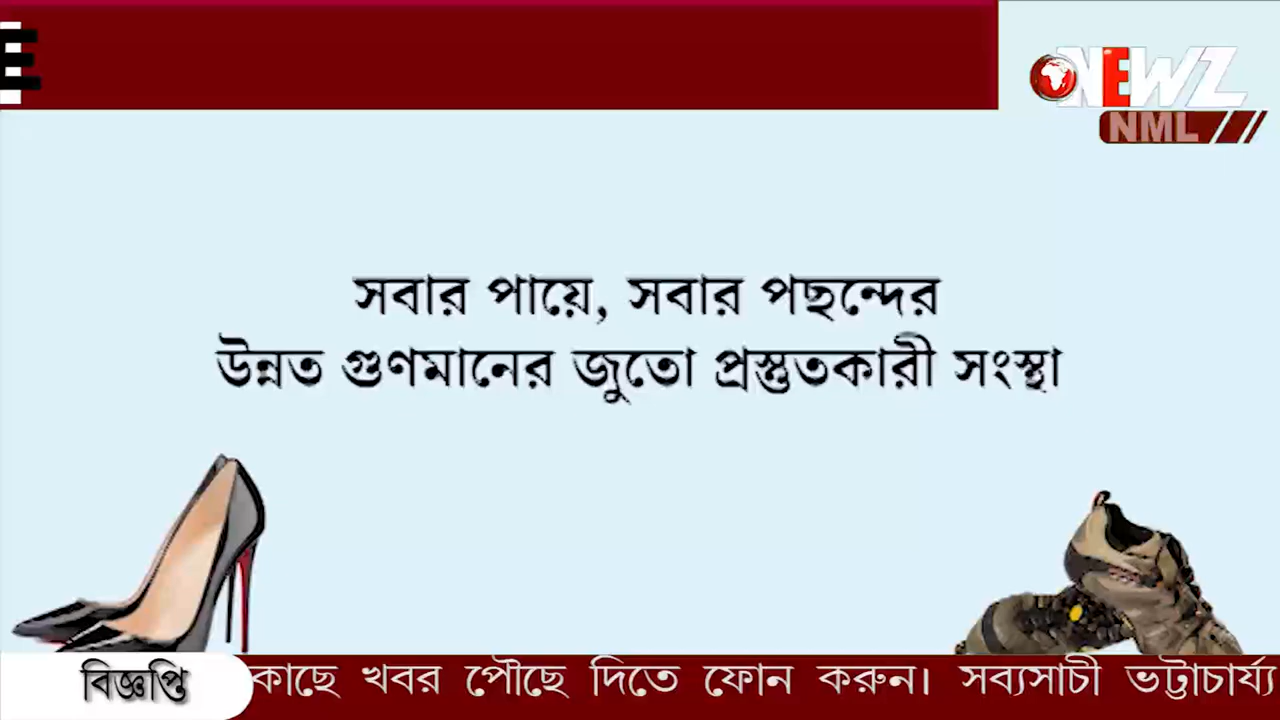 E
NEWZ
NML
সবার পায়ে, সবার পছন্দের
উন্নত গুণমানের জুতো প্রস্তুতকারী সংস্থা
বিজ্ঞপ্তি
কাছে খবর পৌছে দিতে ফোন করুন। সব্যসাচী ভট্টাচার্য্য